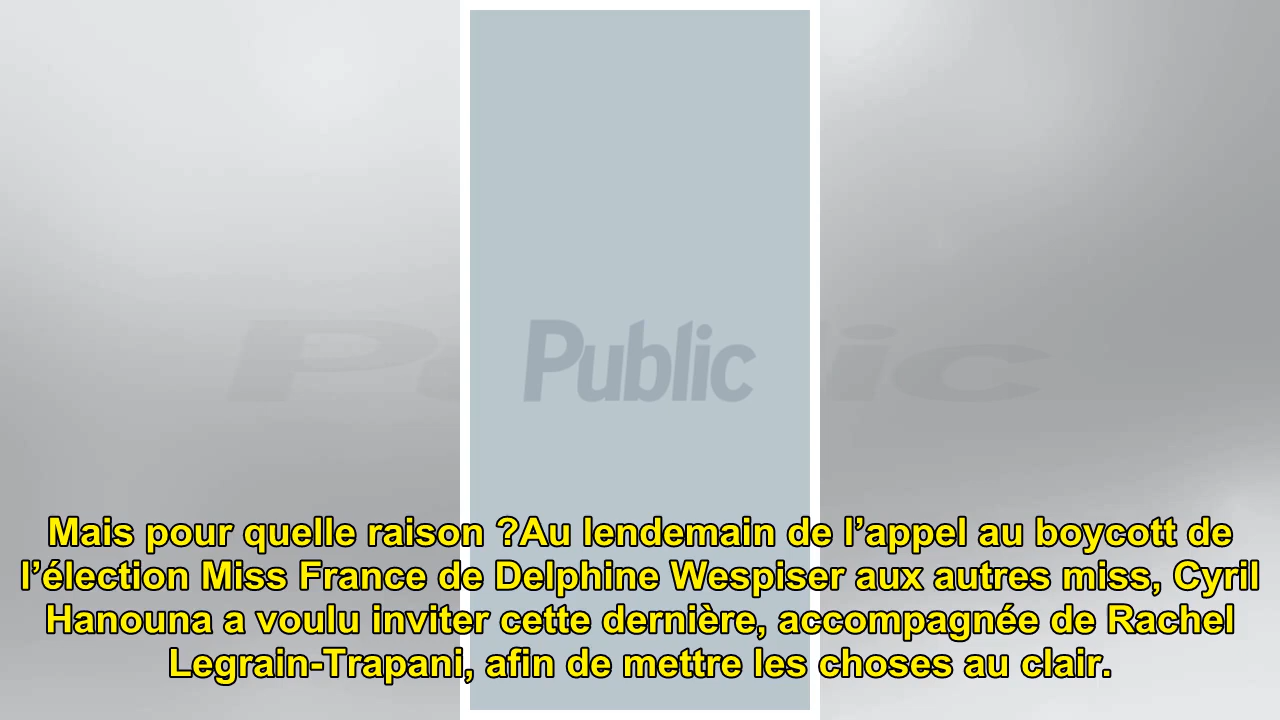 Public
Mais pour quelle raison ?Au lendemain de l’appel au boycott de
l’élection Miss France de Delphine Wespiser aux autres miss, Cyril
Hanouna a voulu inviter cette dernière, accompagnée de Rachel
Legrain-Trapani, afin de mettre les choses au clair.